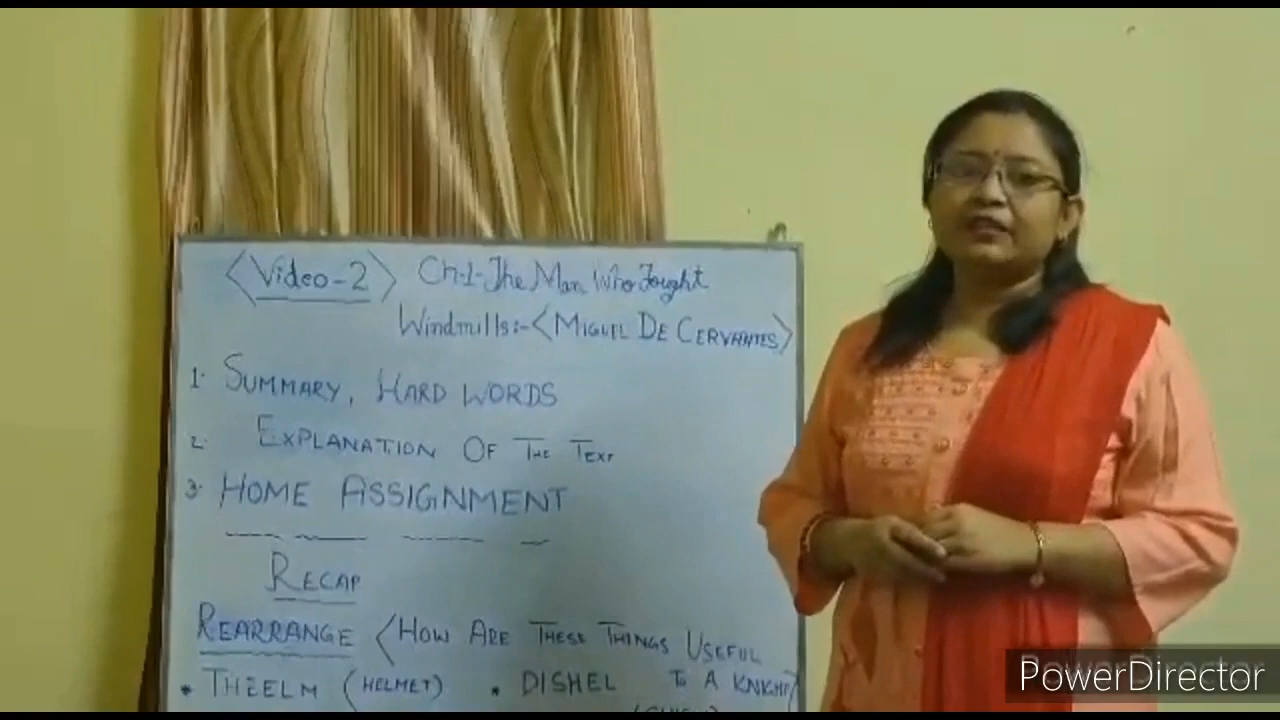 <Video-2> Ch-1-The Man Who Fought
Windmills:-<MIGUEL DE CERVANTES>
1. SUMMARY, HARD WORDS
2. EXPLANATION OF THE TEXT
3. HOME ASSIGNMENT
RECAP
REARRANGE <HOW ARE THESE THINGS USEFUL
TO A KNIGHT>
* THEELM (HELMET) * DISHEL
PowerDirector